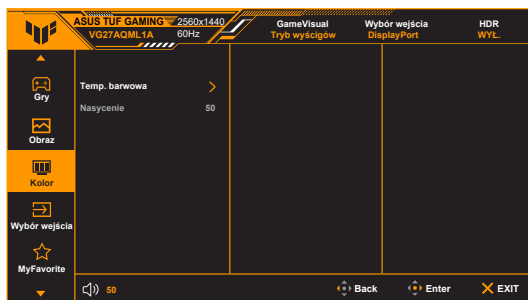 ASUS TUF GAMING 2560x1440 GameVisual Wybór wejścia HDR
VG27AQML1A 60Hz Tryb wyścigów DisplayPort WYŁ.
Gry
Temp. barwowa
Nasycenie 50
Obraz
Kolor
Wybór wejścia
MyFavorite
50 Back Enter EXIT